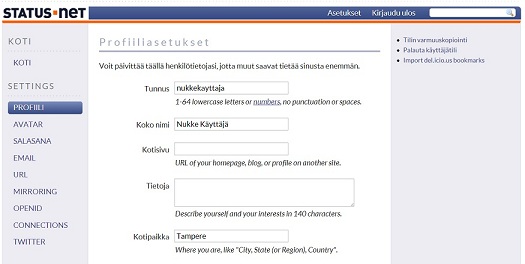 STATUS•NET
Asetukset Kirjaudu ulos
KOTI
KOTI
SETTINGS
PROFIILI
AVATAR
SALASANA
EMAIL
URL
MIRRORING
OPENID
CONNECTIONS
TWITTER
Profiiliasetukset
Voit päivittää täällä henkilötietojasi, jotta muut saavat tietää sinusta enemmän.
Tunnus nukkekayttaja
1-64 lowercase letters or numbers, no punctuation or spaces.
Koko nimi Nukke Käyttäjä
Kotisivu
URL of your homepage, blog, or profile on another site.
Tietoja
Describe yourself and your interests in 140 characters.
Kotipaikka Tampere
Where you are, like "City, State (or Region), Country".
• Tilin varmuuskopiointi
• Palauta käyttäjätili
• Import del.icio.us bookmarks